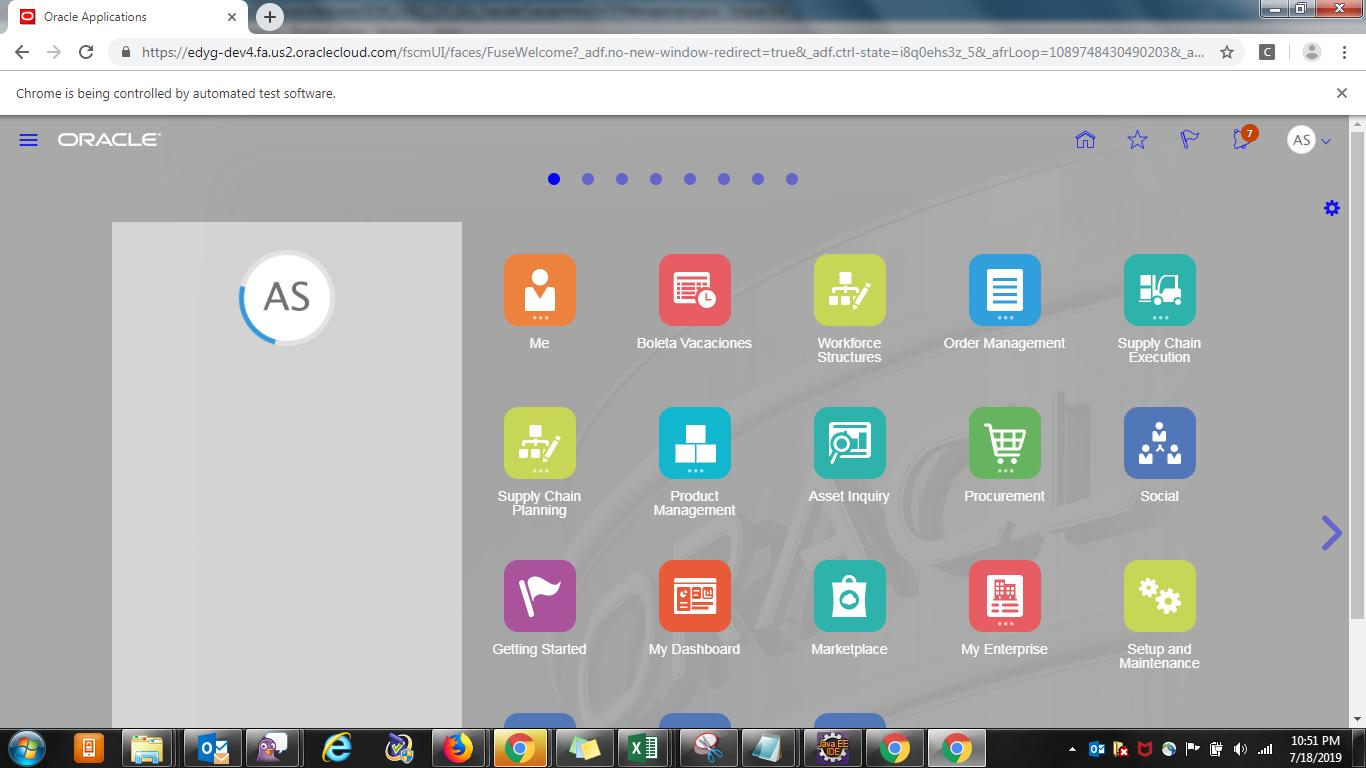 Oracle Applications
https://edyg-dev4.fa.us2.oraclecloud.com/fscmUI/faces/FuseWelcome?_adf.no-new-window-redirect=true&_adf.ctrl-state=i8q0ehs3z_5&_afrLoop=1089748430490203&_a...
C
Chrome is being controlled by automated test software.
ORACLE
7
AS
AS
Me
Boleta Vacaciones
Workforce
Structures
Order Management
Supply Chain
Execution
Supply Chain
Planning
Product
Management
Asset Inquiry
Procurement
Social
Getting Started
My Dashboard
Marketplace
My Enterprise
Setup and
Maintenance
Java EE
IDE
10:51 PM
7/18/2019